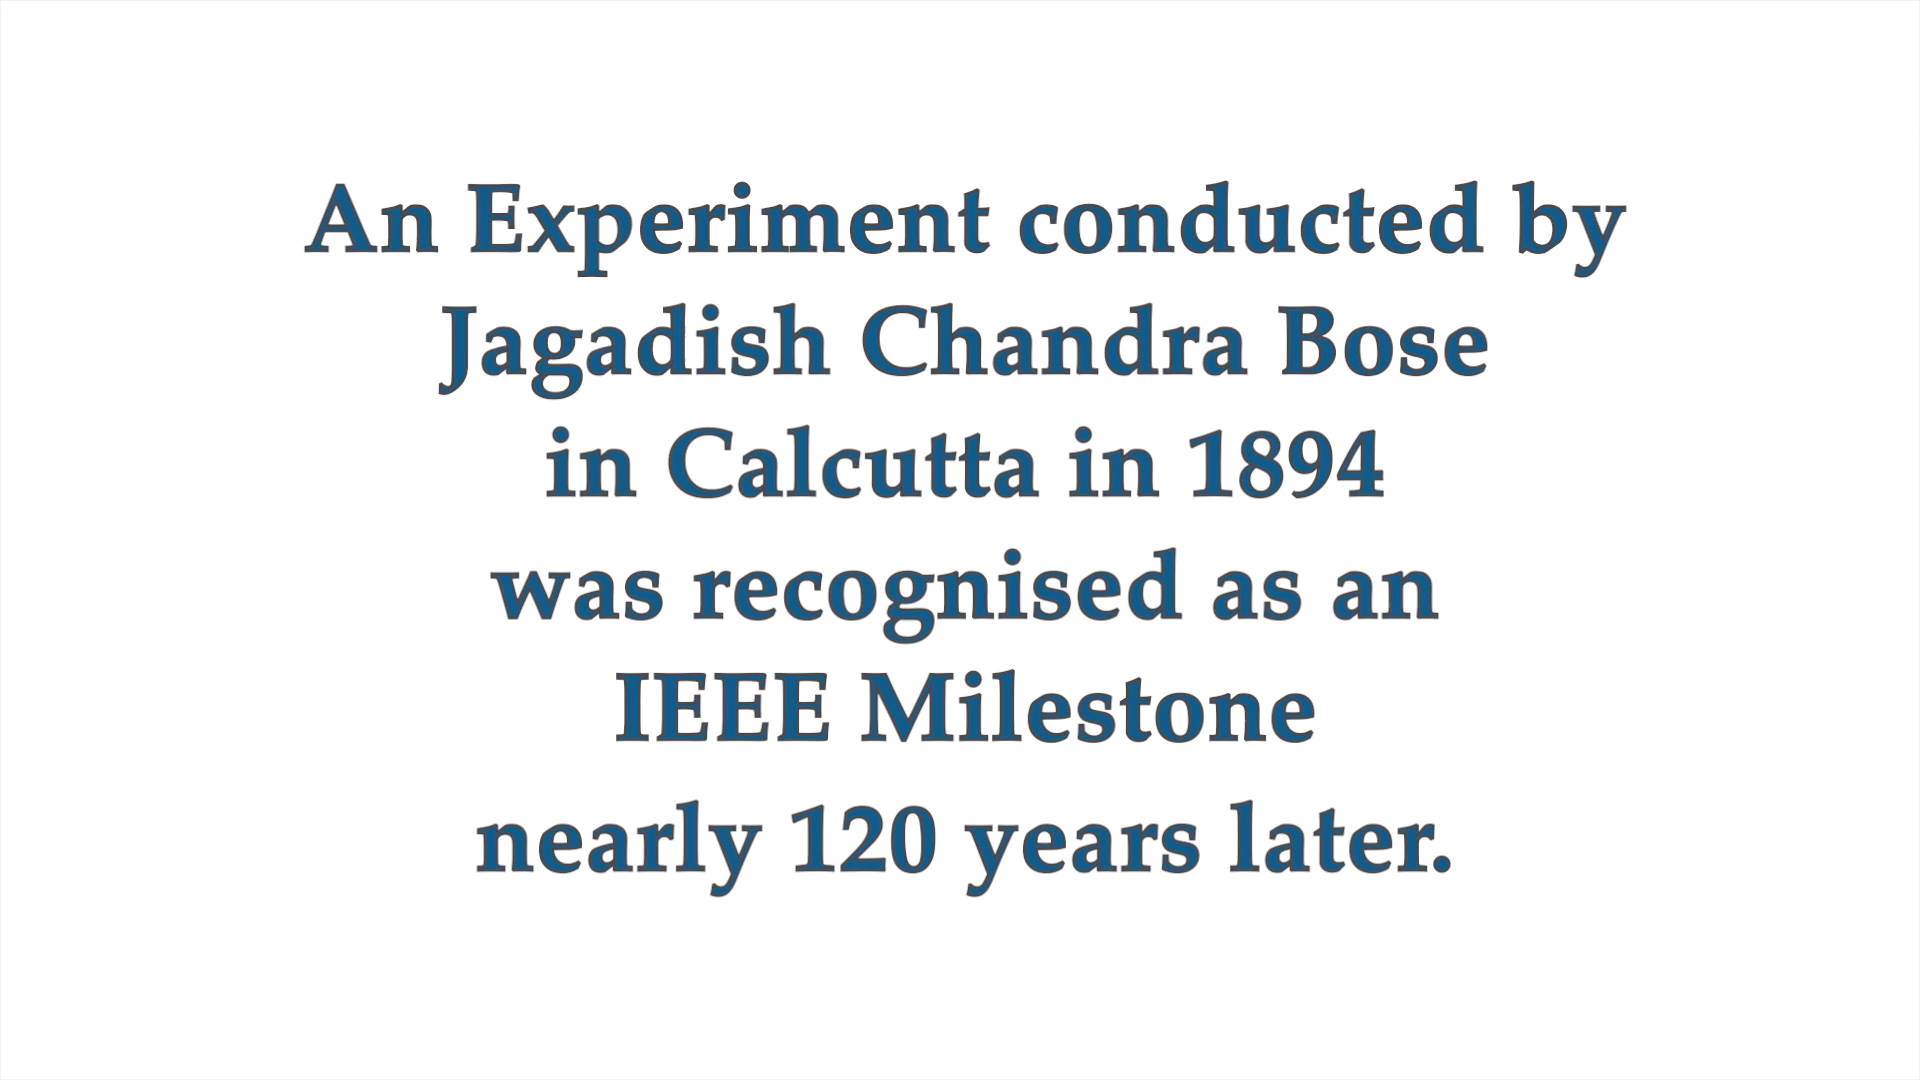 An Experiment conducted by
Jagadish Chandra Bose
in Calcutta in 1894
was recognised as an
IEEE Milestone
nearly 120 years later.